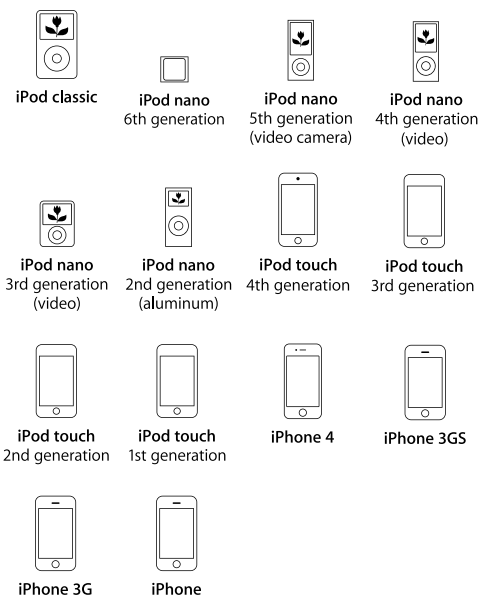 iPod classic
iPod nano
6th generation
iPod nano
5th generation
(video camera)
iPod nano
4th generation
(video)
iPod nano
3rd generation
(video)
iPod nano
2nd generation
(aluminum)
iPod touch
4th generation
iPod touch
3rd generation
iPod touch
2nd generation
iPod touch
1st generation
iPhone 4
iPhone 3GS
iPhone 3G
iPhone